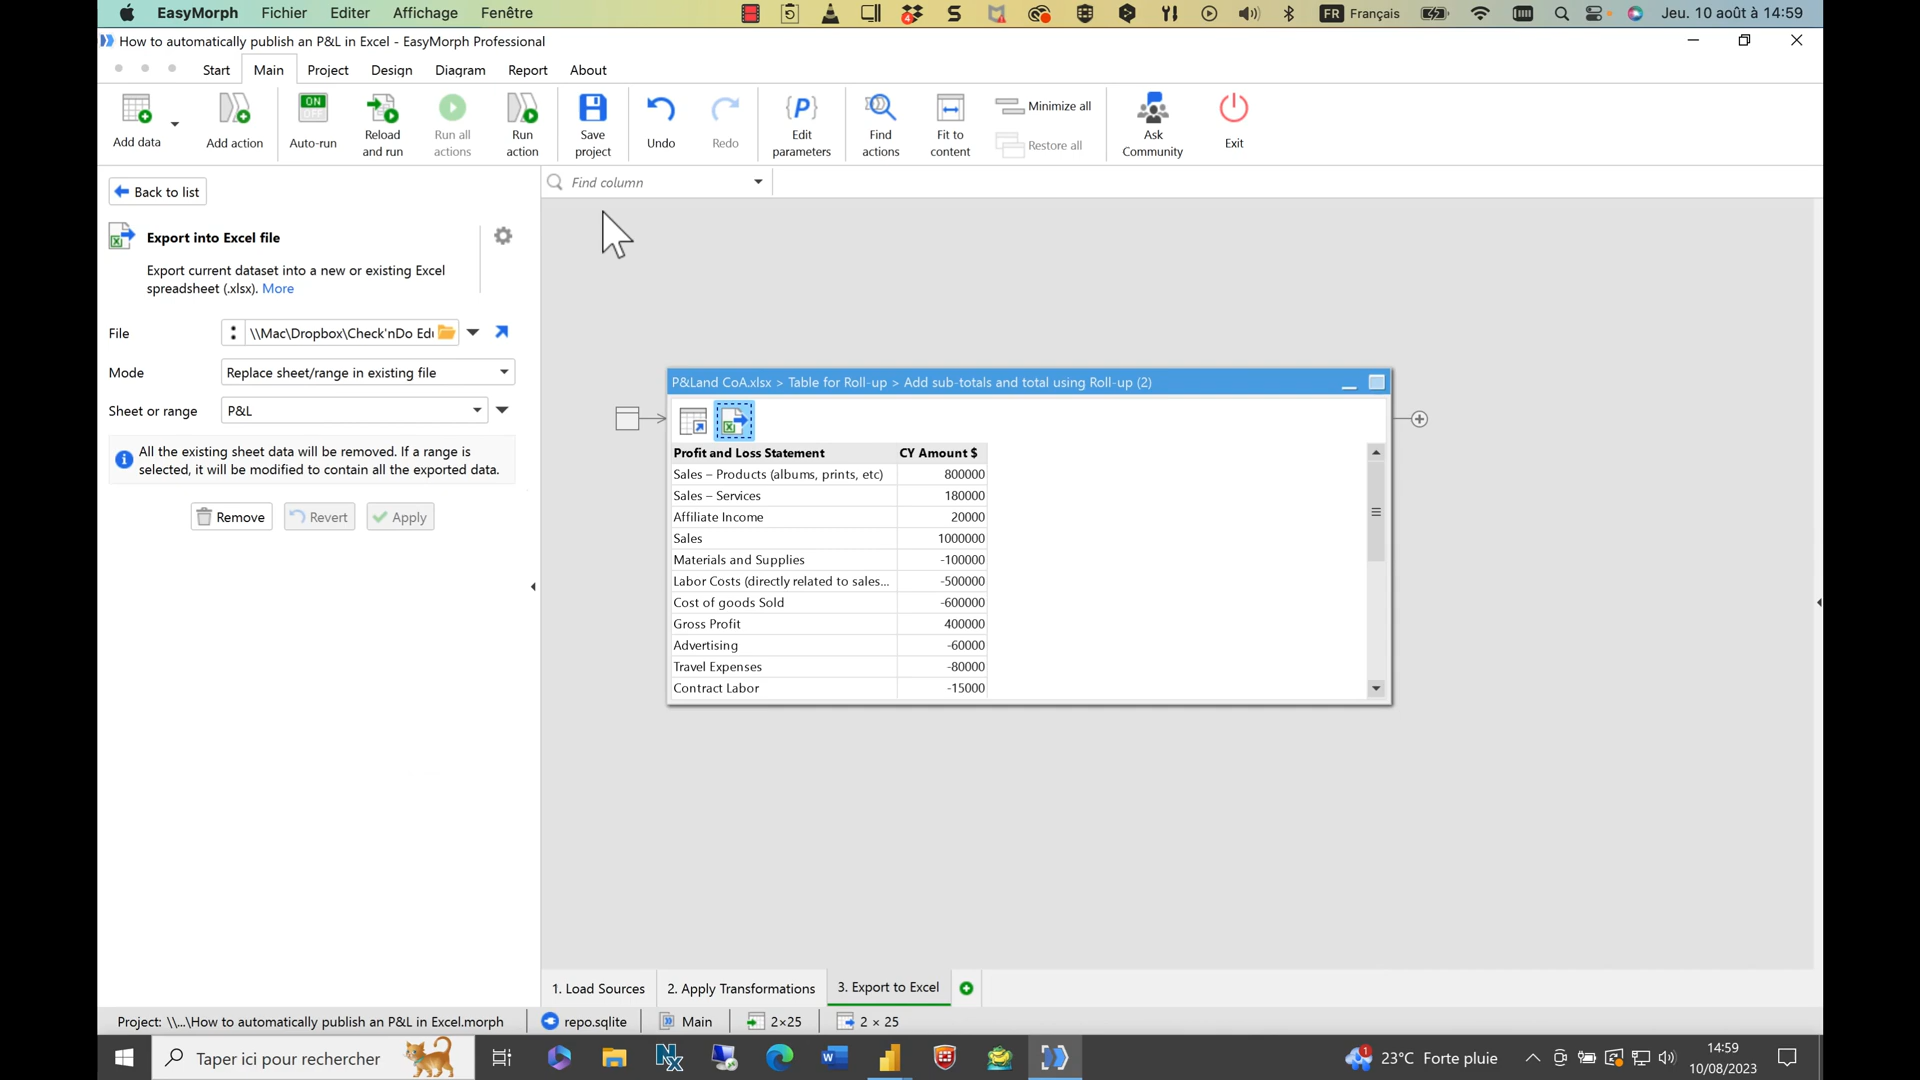 EasyMorph Fichier Editer Affichage Fenêtre
4
FR Français Jeu. 10 août à 14:59
How to automatically publish an P&L in Excel - EasyMorph Professional
Start Main Project Design Diagram Report About
Add data
Add action
ON
OFF
Auto-run
Reload
and run
Run all
actions
Run
action
Save
project
Undo
Redo
Edit
parameters
Find
actions
Fit to
content
Minimize all
Restore all
Ask
Community
Exit
Back to list
Find column
Export into Excel file
Export current dataset into a new or existing Excel
spreadsheet (.xlsx). More
File \\Mac\Dropbox\Check'nDo Edu
Mode Replace sheet/range in existing file
Sheet or range P&L
All the existing sheet data will be removed. If a range is
selected, it will be modified to contain all the exported data.
Remove Revert Apply
P&Land CoA.xlsx > Table for Roll-up > Add sub-totals and total using Roll-up (2)
Profit and Loss Statement CY Amount $
Sales – Products (albums, prints, etc) 800000
Sales – Services 180000
Affiliate Income 20000
Sales 1000000
Materials and Supplies -100000
Labor Costs (directly related to sales... -500000
Cost of goods Sold -600000
Gross Profit 400000
Advertising -60000
Travel Expenses -80000
Contract Labor -15000
1. Load Sources 2. Apply Transformations 3. Export to Excel
Project: \\...\How to automatically publish an P&L in Excel.morph repo.sqlite Main 2×25 2 × 25
Taper ici pour rechercher
1
23°C Forte pluie
14:59
10/08/2023